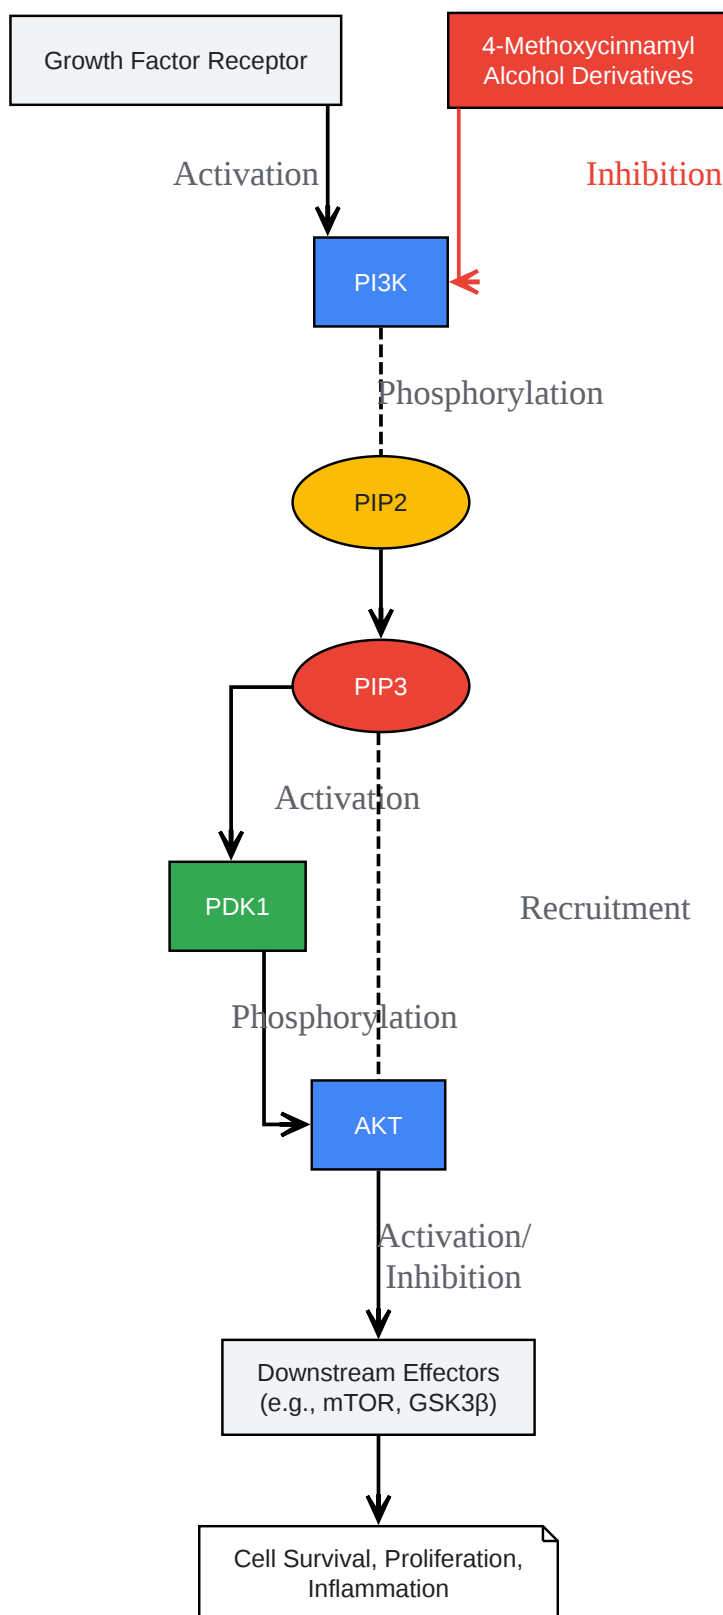 Growth Factor Receptor
4-Methoxycinnamyl
Alcohol Derivatives
Activation
Inhibition
PI3K
Phosphorylation
PIP2
PIP3
Activation
PDK1
Recruitment
Phosphorylation
AKT
Activation/
Inhibition
Downstream Effectors
(e.g., mTOR, GSK3β)
Cell Survival, Proliferation,
Inflammation